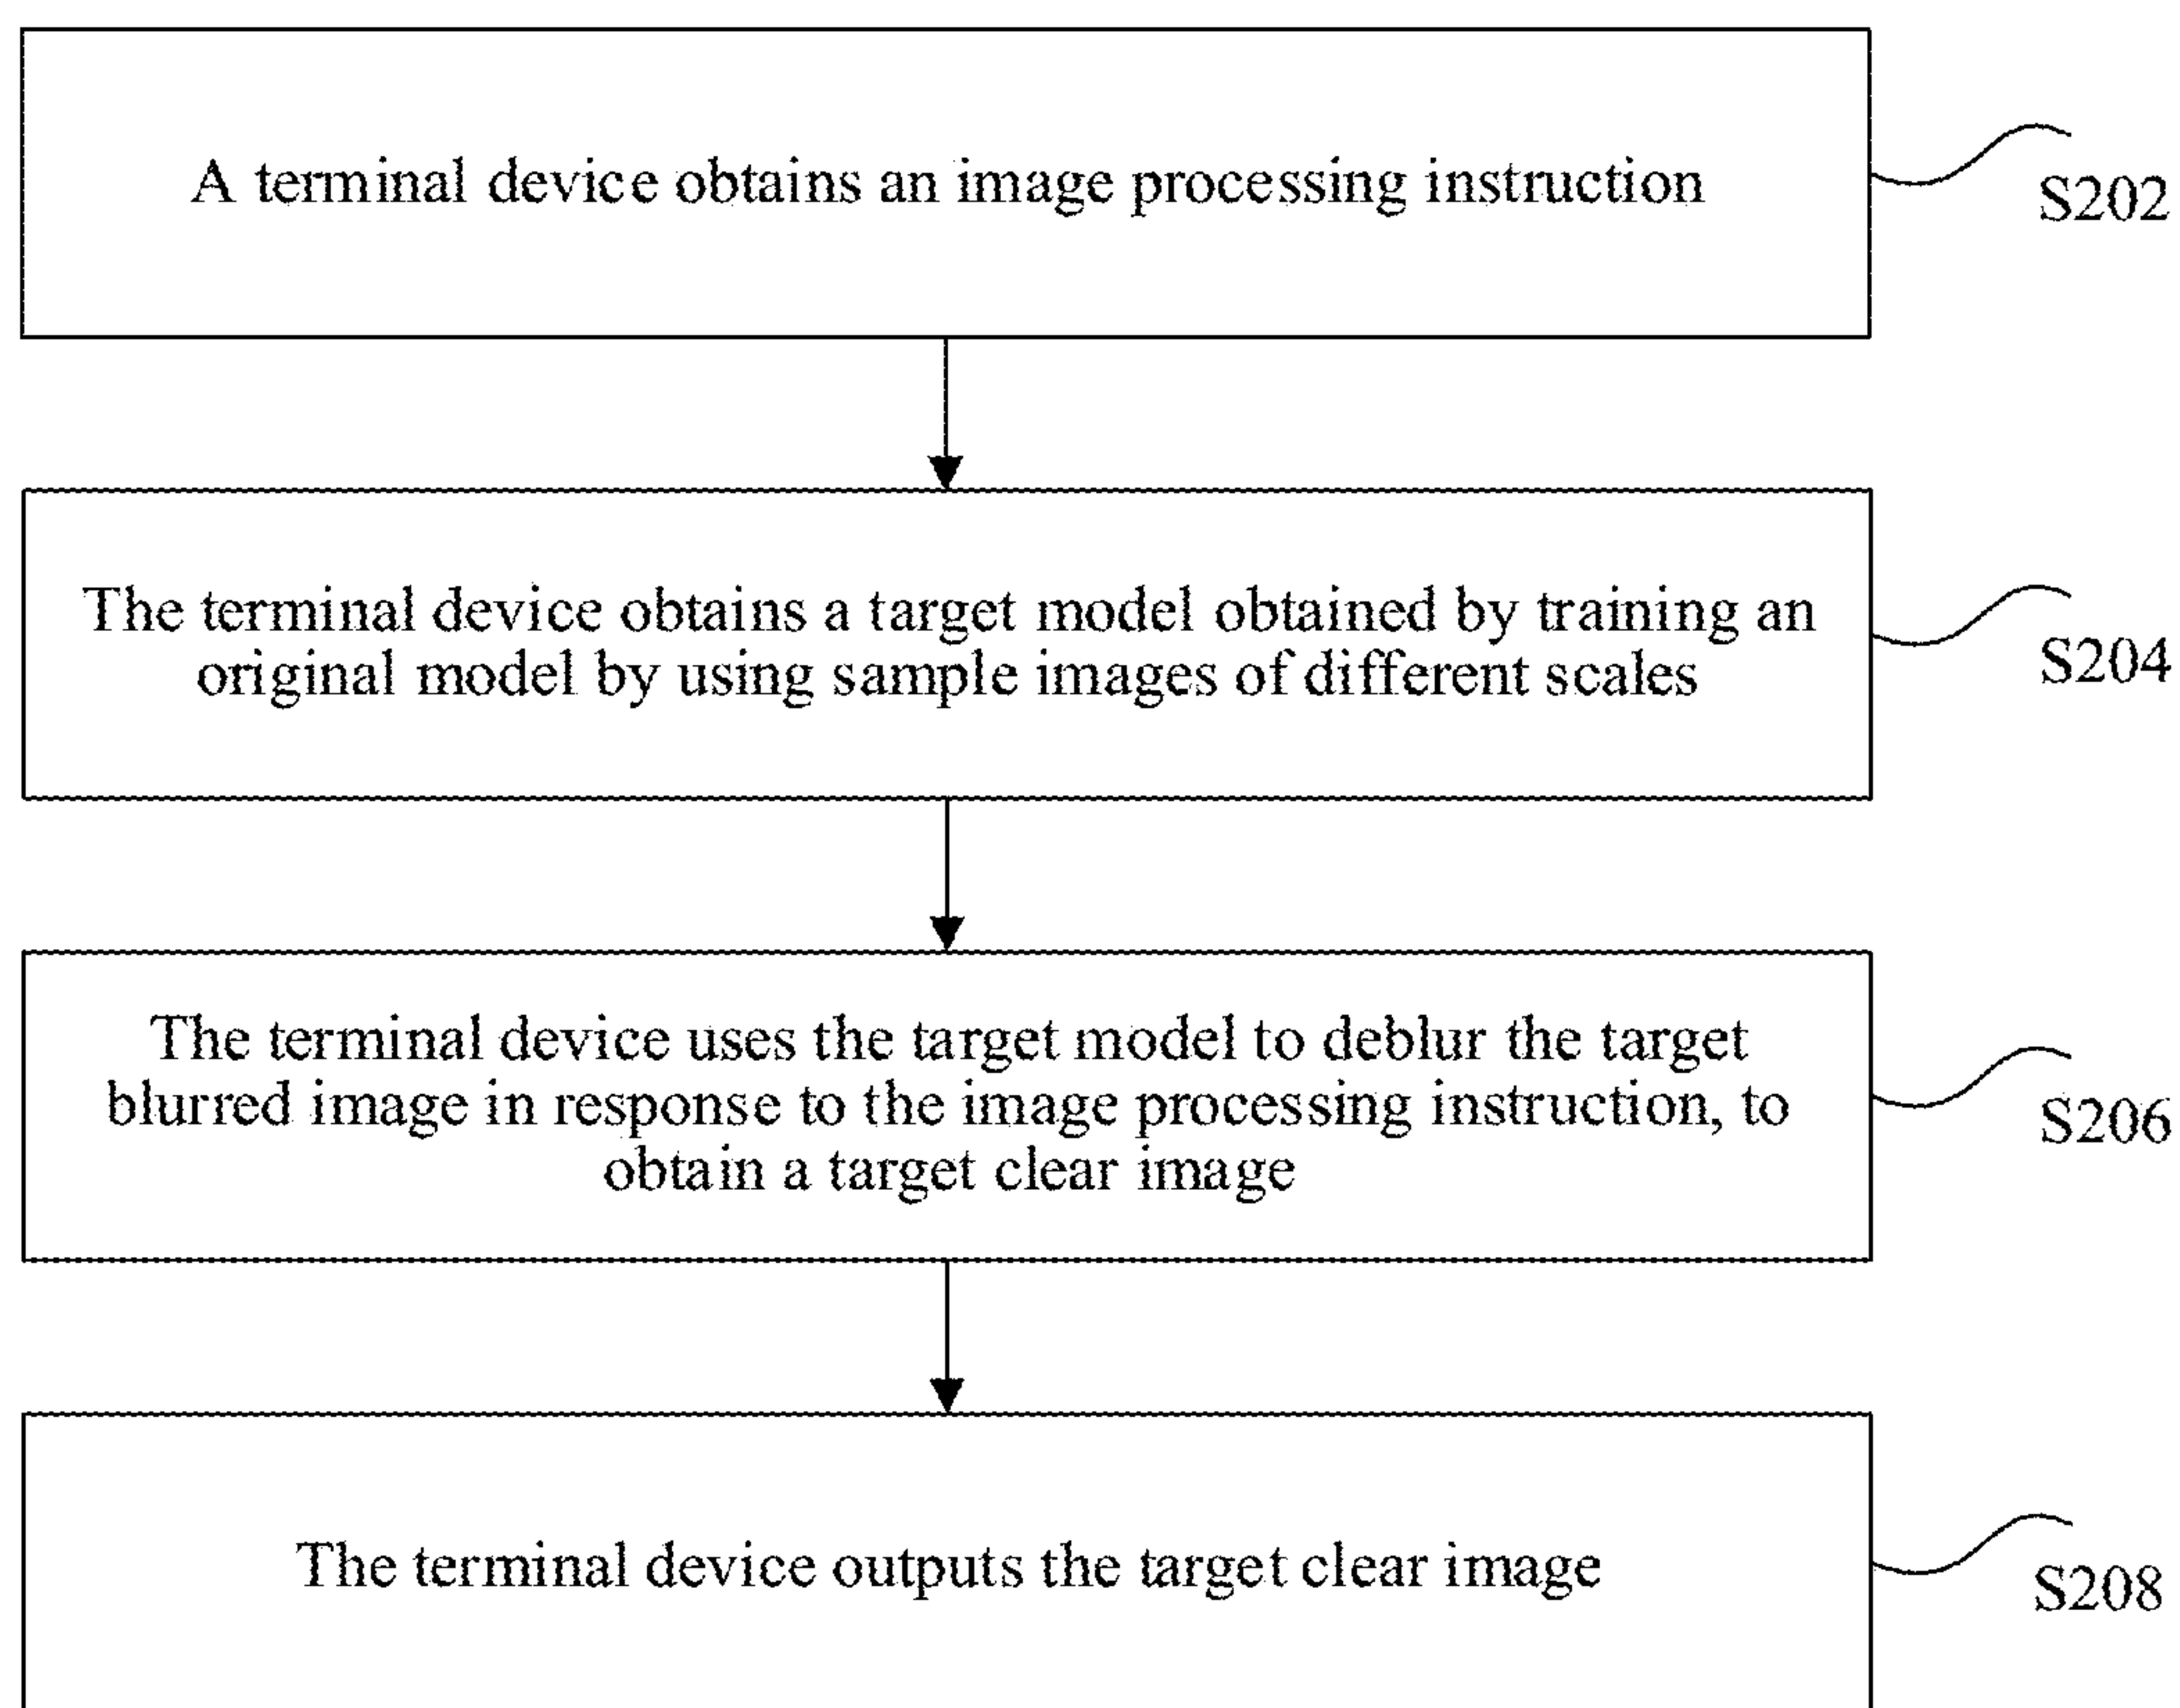 A terminal device obtains an image processing instruction
S202
The terminal device obtains a target model obtained by training an
original model by using sample images of different scales
S204
The terminal device uses the target model to deblur the target
blurred image in response to the image processing instruction, to
obtain a target clear image
S206
The terminal device outputs the target clear image
S208